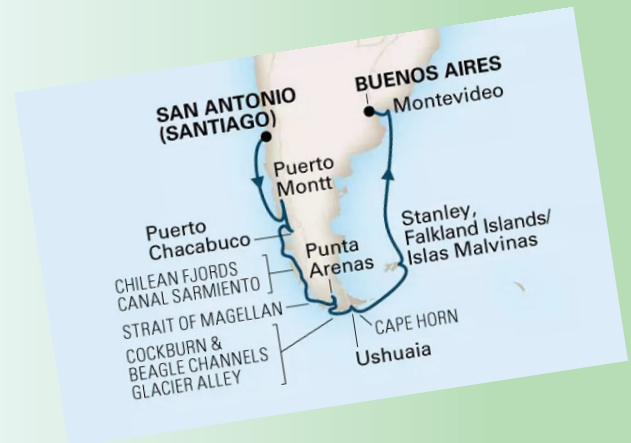 SAN ANTONIO
(SANTIAGO)
BUENOS AIRES
Montevideo
Puerto
Montt
Puerto
Chacabuco
Stanley,
Falkland Islands/
Islas Malvinas
Punta
Arenas
CHILEAN FJORDS
CANAL SARMIENTO
STRAIT OF MAGELLAN
CAPE HORN
COCKBURN &
BEAGLE CHANNELS
GLACIER ALLEY
Ushuaia